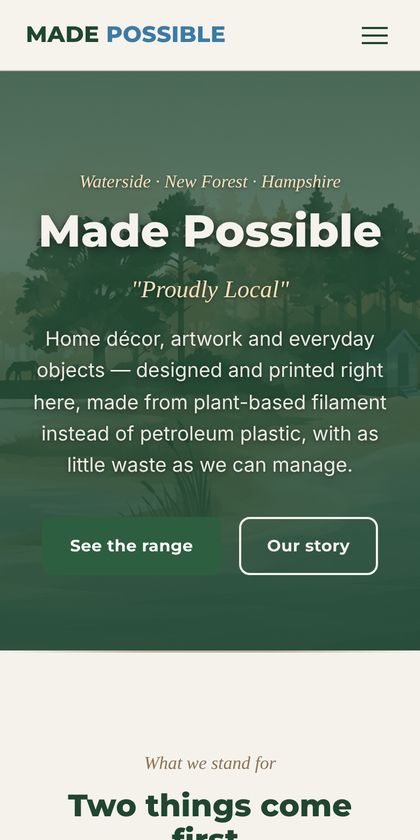 MADE POSSIBLE
Waterside · New Forest · Hampshire
Made Possible
"Proudly Local"
Home décor, artwork and everyday
objects — designed and printed right
here, made from plant-based filament
instead of petroleum plastic, with as
little waste as we can manage.
See the range
Our story
What we stand for
Two things come
first